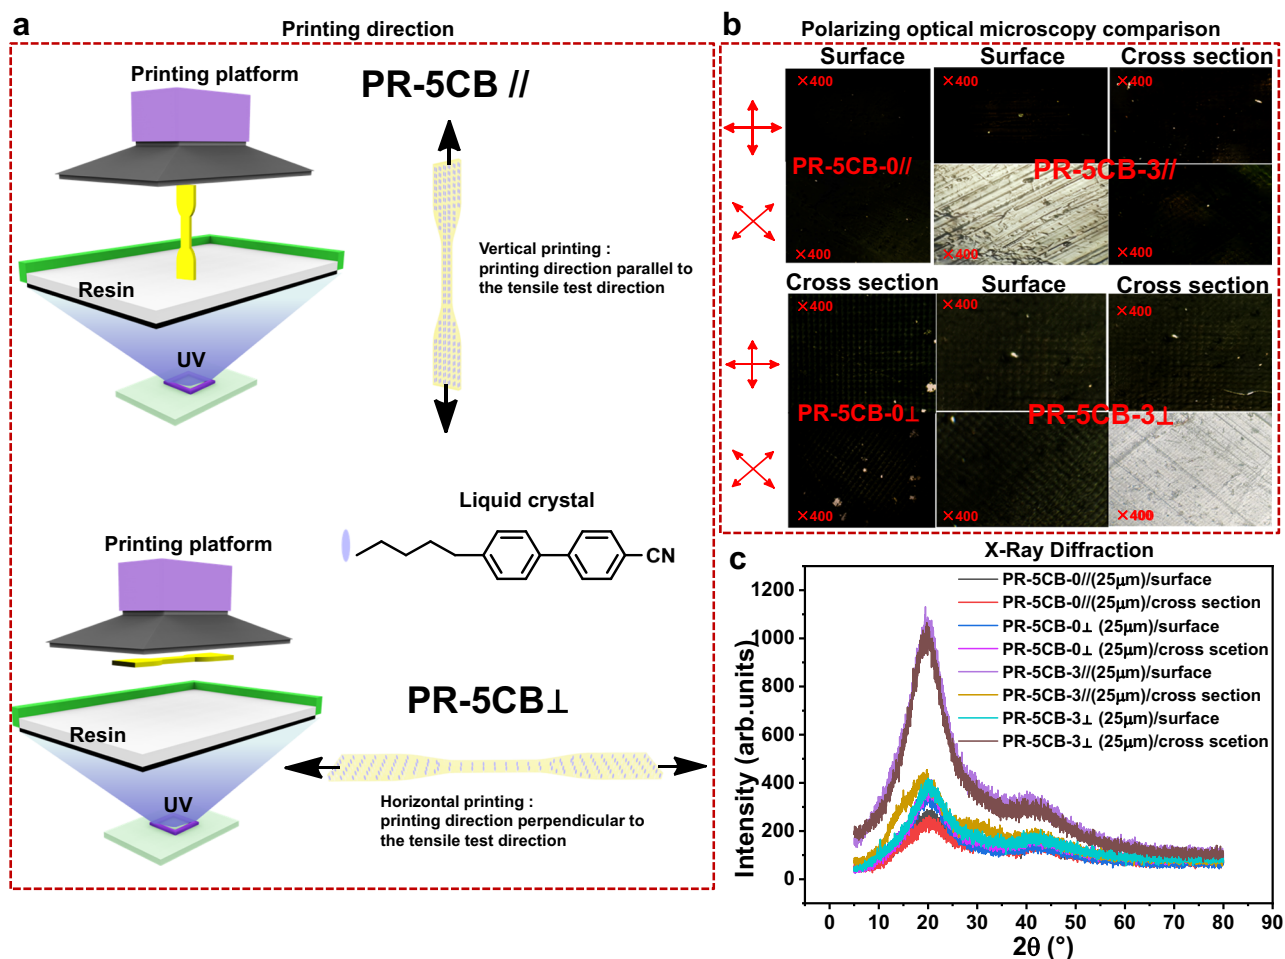 a
Printing direction
Printing platform
PR-5CB //
Vertical printing :
printing direction parallel to
the tensile test direction
Resin
UV
Liquid crystal
CN
Printing platform
PR-5CB⊥
Resin
UV
Horizontal printing :
printing direction perpendicular to
the tensile test direction
b
Polarizing optical microscopy comparison
Surface
Surface
Cross section
×400
×400
×400
PR-5CB-0//
PR-5CB-3//
×400
×400
×400
Cross section
Surface
Cross section
×400
×400
×400
PR-5CB-0⊥
PR-5CB-3⊥
×400
×400
×400
c
X-Ray Diffraction
PR-5CB-0//(25μm)/surface
PR-5CB-0//(25μm)/cross section
PR-5CB-0⊥ (25μm)/surface
PR-5CB-0⊥ (25μm)/cross scetion
PR-5CB-3//(25μm)/surface
PR-5CB-3//(25μm)/cross section
PR-5CB-3⊥ (25μm)/surface
PR-5CB-3⊥ (25μm)/cross scetion
Intensity (arb.units)
1200
1000
800
600
400
200
0
0 10 20 30 40 50 60 70 80 90
2θ (°)